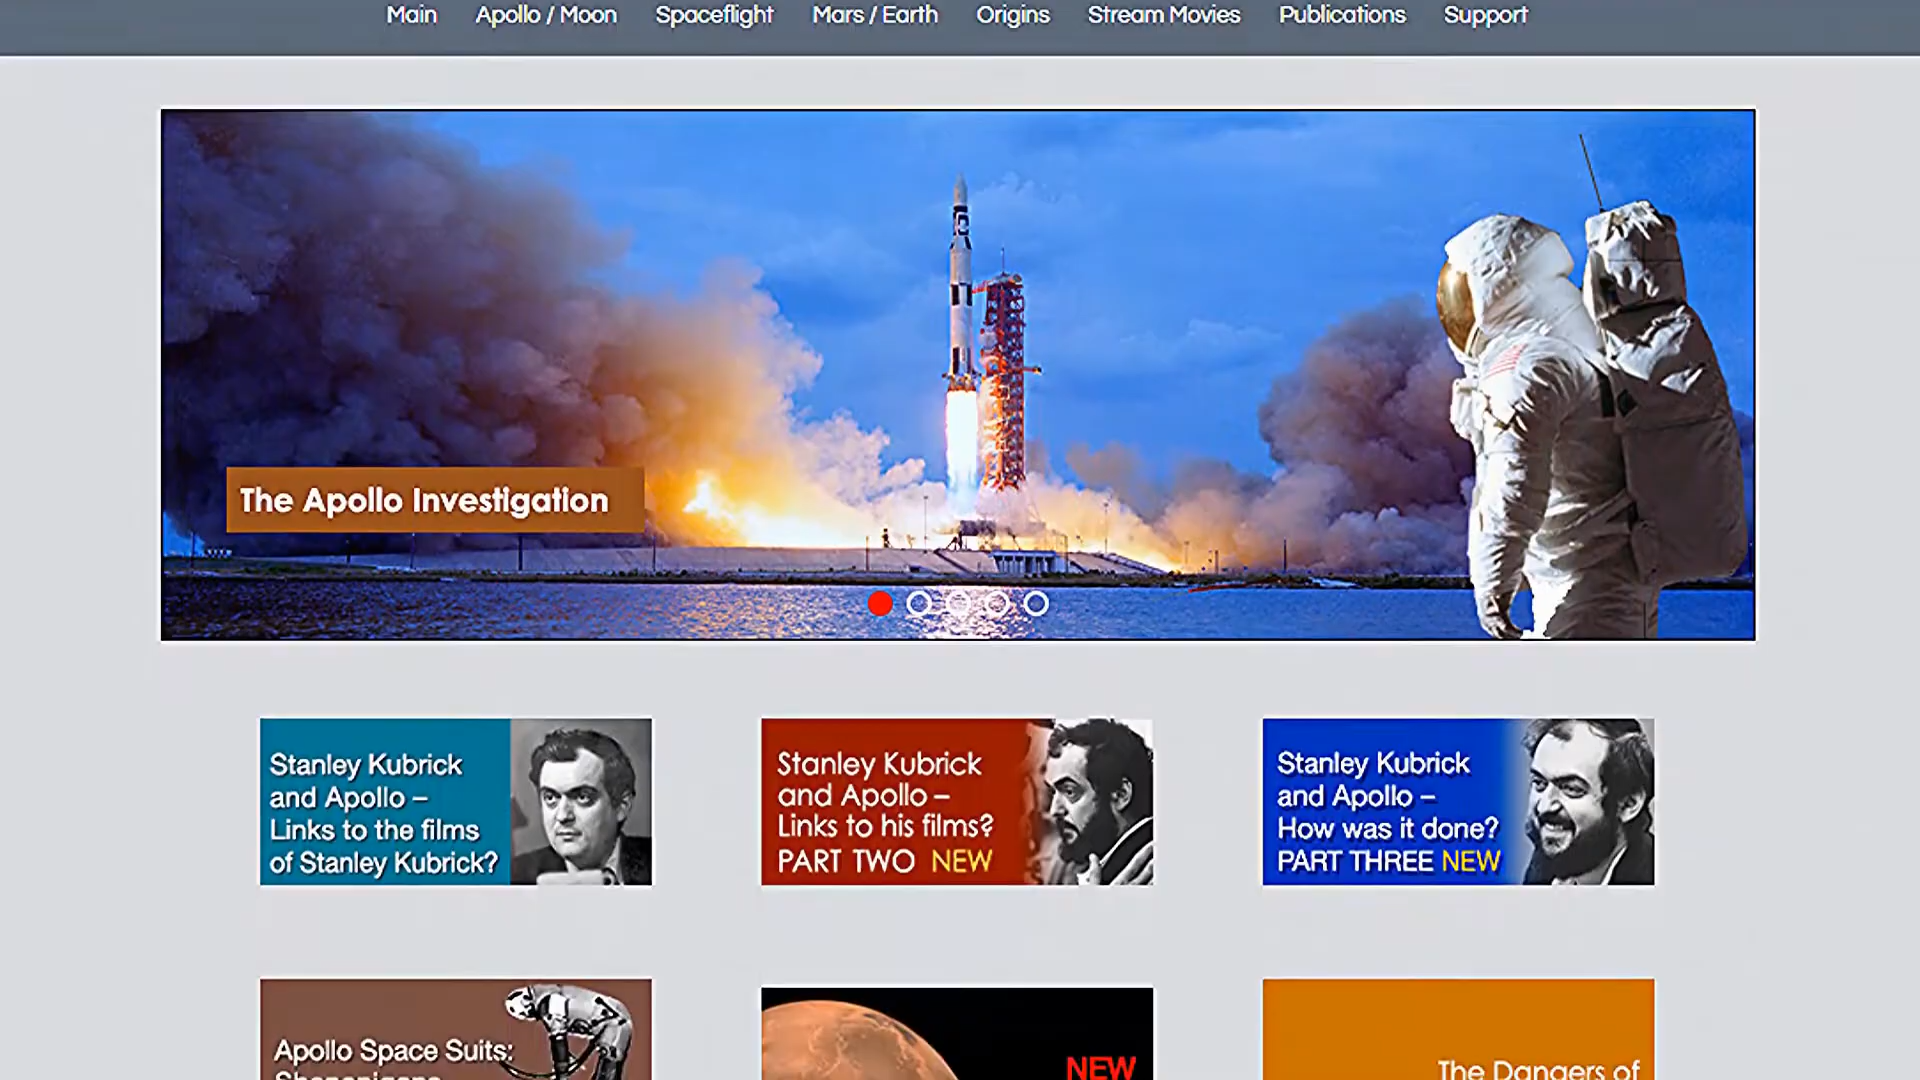 Main Apollo / Moon Spaceflight Mars / Earth Origins Stream Movies Publications Support
The Apollo Investigation
Stanley Kubrick
and Apollo –
Links to the films
of Stanley Kubrick?
Stanley Kubrick
and Apollo –
Links to his films?
PART TWO NEW
Stanley Kubrick
and Apollo –
How was it done?
PART THREE NEW
Apollo Space Suits:
Shenanigans
NEW
The Dangers of